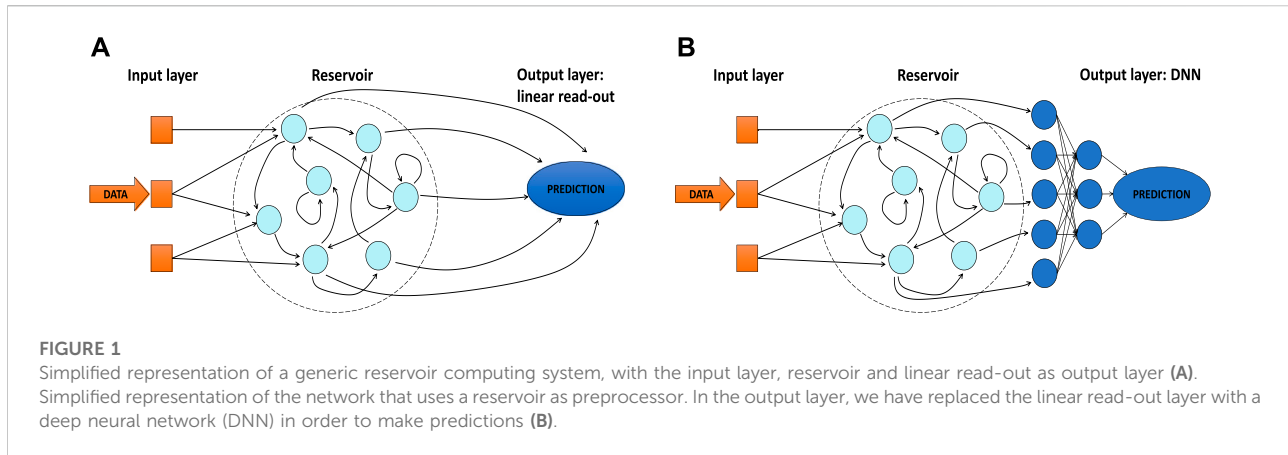 A
Input layer
Reservoir
Output layer:
linear read-out
DATA
PREDICTION
B
Input layer
Reservoir
Output layer: DNN
DATA
PREDICTION
FIGURE 1
Simplified representation of a generic reservoir computing system, with the input layer, reservoir and linear read-out as output layer (A).
Simplified representation of the network that uses a reservoir as preprocessor. In the output layer, we have replaced the linear read-out layer with a
deep neural network (DNN) in order to make predictions (B).